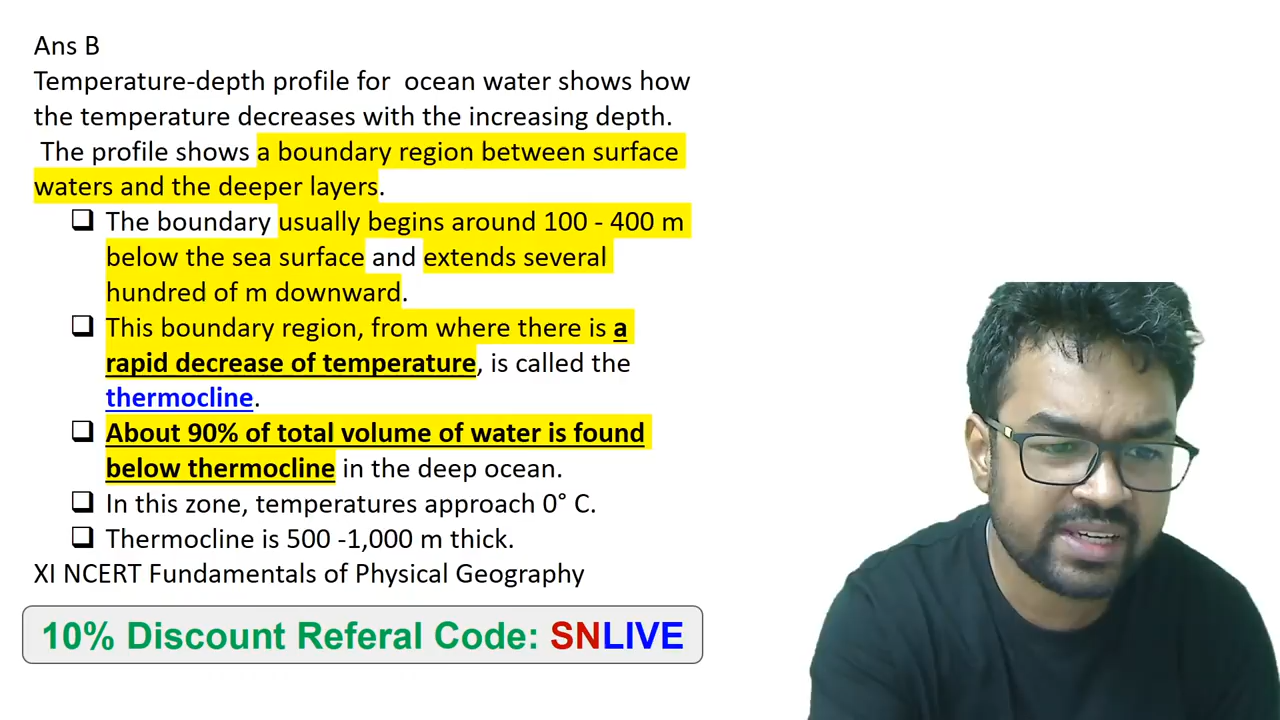 Ans B
Temperature-depth profile for  ocean water shows how
the temperature decreases with the increasing depth.
The profile shows a boundary region between surface
waters and the deeper layers.
❑ The boundary usually begins around 100 - 400 m
below the sea surface and extends several
hundred of m downward.
❑ This boundary region, from where there is a
rapid decrease of temperature, is called the
thermocline.
❑ About 90% of total volume of water is found
below thermocline in the deep ocean.
❑ In this zone, temperatures approach 0° C.
❑ Thermocline is 500 -1,000 m thick.
XI NCERT Fundamentals of Physical Geography
10% Discount Referal Code: SNLIVE